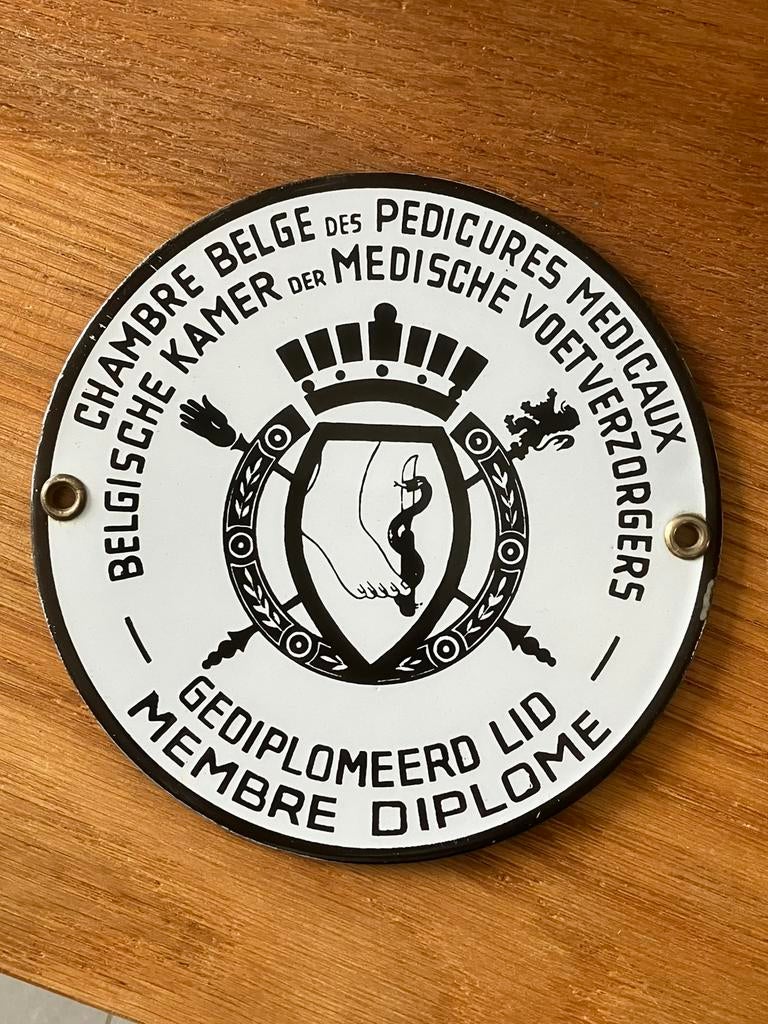 CHAMBRE BELGE DES PEDICURES MEDICAUX
BELGISCHE KAMER DER MEDISCHE VOETVERZORGERS
GEDIPLOMEERD LID
MEMBRE DIPLOME